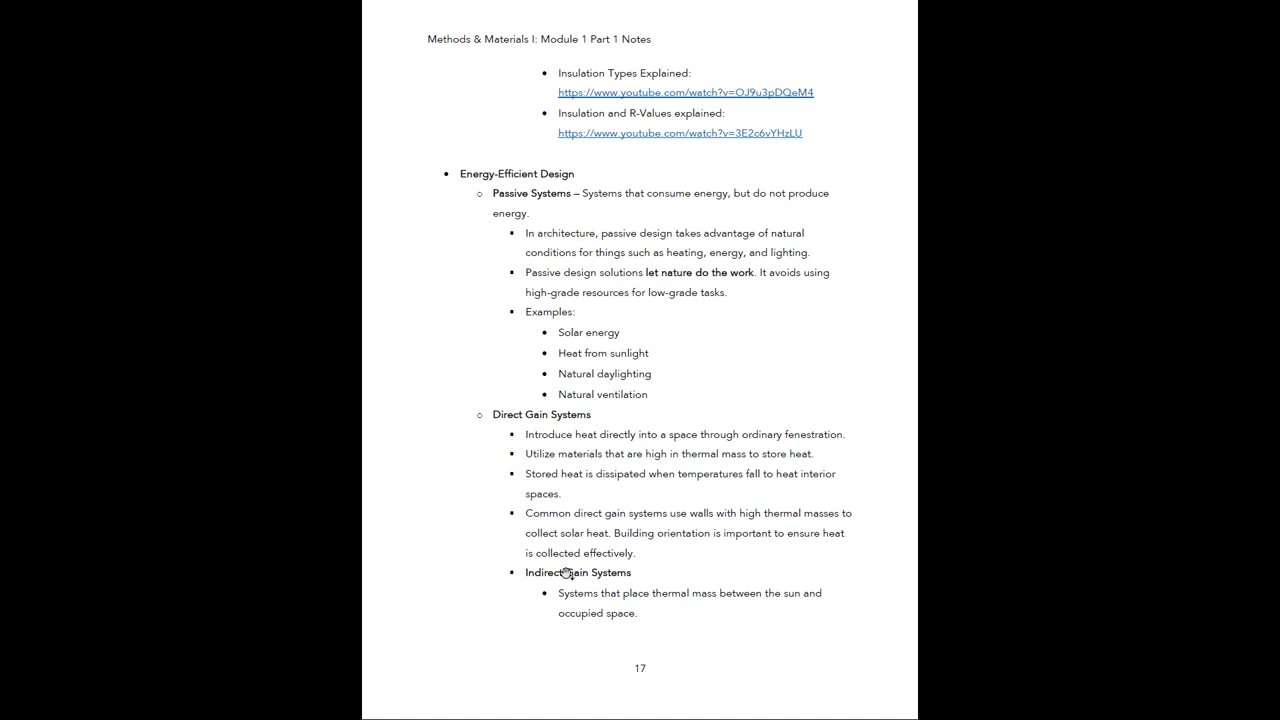 Methods & Materials I: Module 1 Part 1 Notes
• Insulation Types Explained:
https://www.youtube.com/watch?v=OJ9u3pDQeM4
• Insulation and R-Values explained:
https://www.youtube.com/watch?v=3E2c6vYHzLU
• Energy-Efficient Design
o Passive Systems – Systems that consume energy, but do not produce
energy.
▪ In architecture, passive design takes advantage of natural
conditions for things such as heating, energy, and lighting.
▪ Passive design solutions let nature do the work. It avoids using
high-grade resources for low-grade tasks.
▪ Examples:
• Solar energy
• Heat from sunlight
• Natural daylighting
• Natural ventilation
o Direct Gain Systems
▪ Introduce heat directly into a space through ordinary fenestration.
▪ Utilize materials that are high in thermal mass to store heat.
▪ Stored heat is dissipated when temperatures fall to heat interior
spaces.
▪ Common direct gain systems use walls with high thermal masses to
collect solar heat. Building orientation is important to ensure heat
is collected effectively.
▪ Indirect Gain Systems
• Systems that place thermal mass between the sun and
occupied space.
17